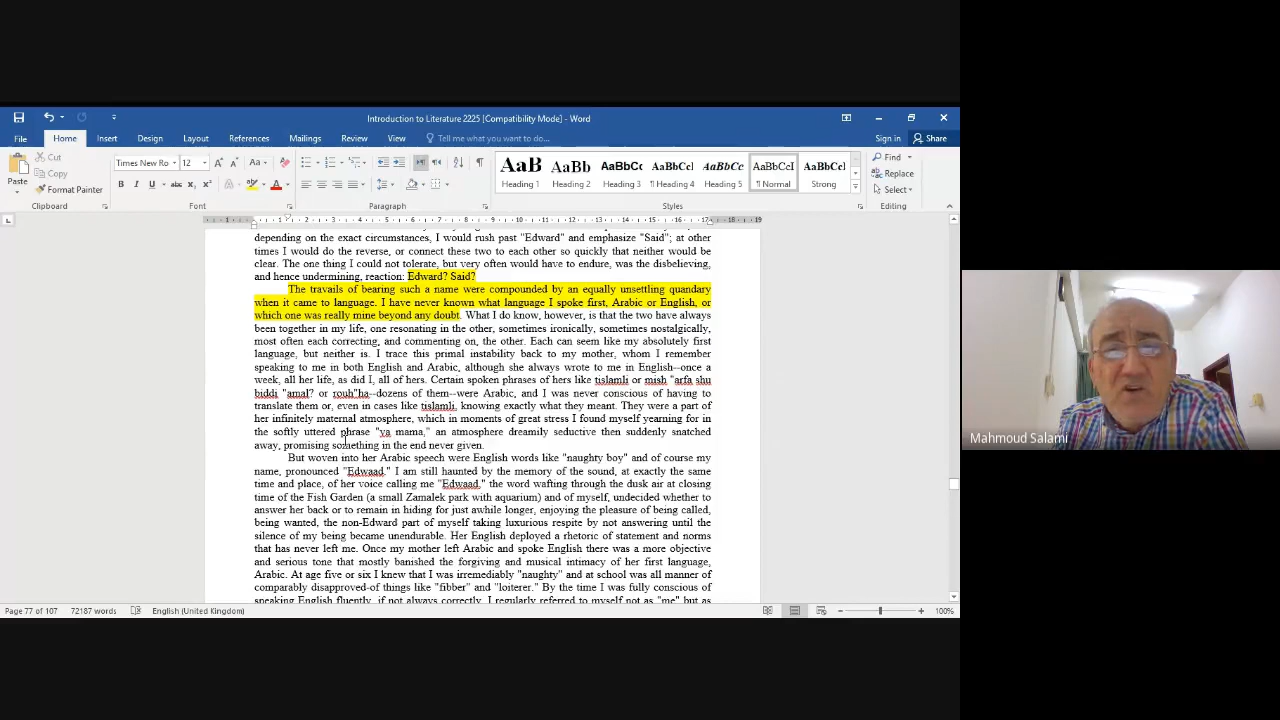 Introduction to Literature 2225 [Compatibility Mode] - Word
File Home Insert Design Layout References Mailings Review View Tell me what you want to do... Sign in Share
Cut
Copy
Format Painter
Paste
Clipboard
Times New Ro 12
Font
Paragraph
AaB AaBb AaBbCc AaBbCcI AaBbCc AaBbCcI AaBbCcl
Heading 1 Heading 2 Heading 3 ¶ Heading 4 Heading 5 ¶ Normal Strong
Styles
Find
Replace
Select
Editing
depending on the exact circumstances, I would rush past "Edward" and emphasize "Said"; at other
times I would do the reverse, or connect these two to each other so quickly that neither would be
clear. The one thing I could not tolerate, but very often would have to endure, was the disbelieving,
and hence undermining, reaction: Edward? Said?
The travails of bearing such a name were compounded by an equally unsettling quandary
when it came to language. I have never known what language I spoke first, Arabic or English, or
which one was really mine beyond any doubt. What I do know, however, is that the two have always
been together in my life, one resonating in the other, sometimes ironically, sometimes nostalgically,
most often each correcting, and commenting on, the other. Each can seem like my absolutely first
language, but neither is. I trace this primal instability back to my mother, whom I remember
speaking to me in both English and Arabic, although she always wrote to me in English--once a
week, all her life, as did I, all of hers. Certain spoken phrases of hers like tislamli or mish "arfa shu
biddi "amal? or rouh"ha--dozens of them--were Arabic, and I was never conscious of having to
translate them or, even in cases like tislamli, knowing exactly what they meant. They were a part of
her infinitely maternal atmosphere, which in moments of great stress I found myself yearning for in
the softly uttered phrase "ya mama," an atmosphere dreamily seductive then suddenly snatched
away, promising something in the end never given.
But woven into her Arabic speech were English words like "naughty boy" and of course my
name, pronounced "Edwaad." I am still haunted by the memory of the sound, at exactly the same
time and place, of her voice calling me "Edwaad," the word wafting through the dusk air at closing
time of the Fish Garden (a small Zamalek park with aquarium) and of myself, undecided whether to
answer her back or to remain in hiding for just awhile longer, enjoying the pleasure of being called,
being wanted, the non-Edward part of myself taking luxurious respite by not answering until the
silence of my being became unendurable. Her English deployed a rhetoric of statement and norms
that has never left me. Once my mother left Arabic and spoke English there was a more objective
and serious tone that mostly banished the forgiving and musical intimacy of her first language,
Arabic. At age five or six I knew that I was irremediably "naughty" and at school was all manner of
comparably disapproved-of things like "fibber" and "loiterer." By the time I was fully conscious of
speaking English fluently, if not always correctly, I regularly referred to myself not as "me" but as
Page 77 of 107 72187 words English (United Kingdom) 100%
Mahmoud Salami